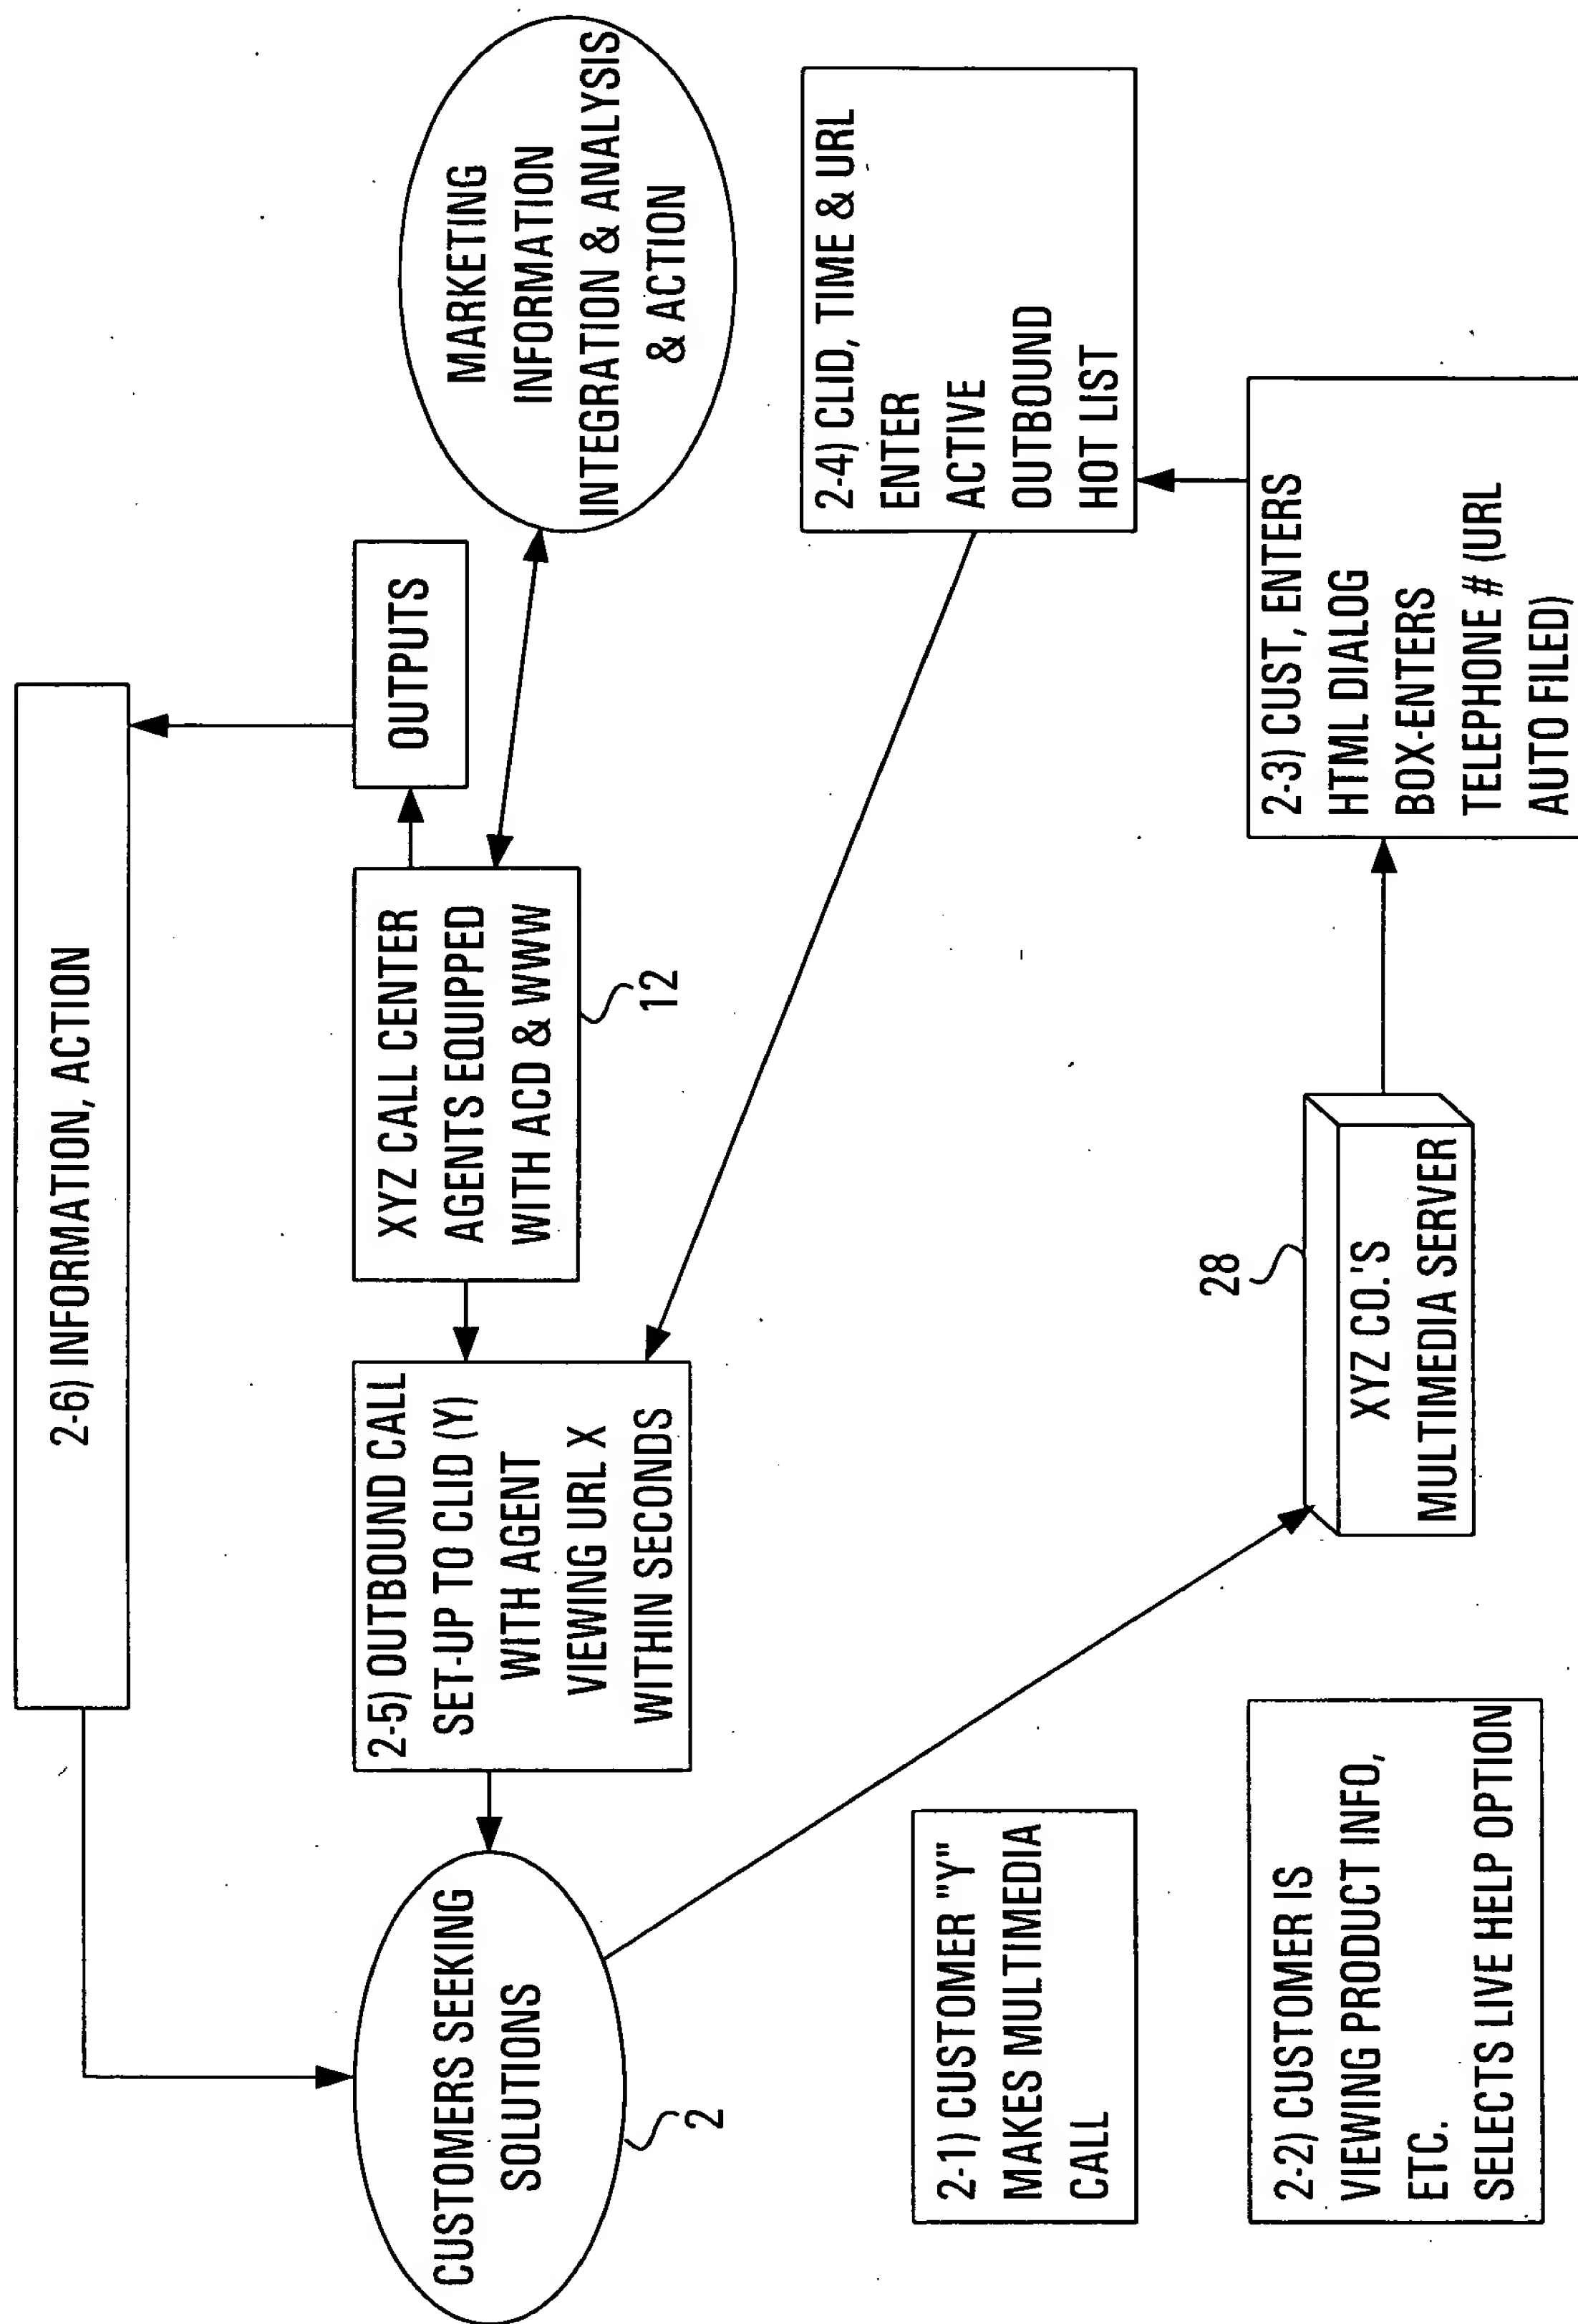 2-6) INFORMATION, ACTION
CUSTOMERS SEEKING
SOLUTIONS
2
2-5) OUTBOUND CALL
SET-UP TO CLID (Y)
WITH AGENT
VIEWING URL X
WITHIN SECONDS
XYZ CALL CENTER
AGENTS EQUIPPED
WITH ACD & WWW
12
OUTPUTS
MARKETING
INFORMATION
INTEGRATION & ANALYSIS
& ACTION
2-1) CUSTOMER "Y"
MAKES MULTIMEDIA
CALL
2-2) CUSTOMER IS
VIEWING PRODUCT INFO,
ETC.
SELECTS LIVE HELP OPTION
28
XYZ CO.'S
MULTIMEDIA SERVER
2-3) CUST, ENTERS
HTML DIALOG
BOX-ENTERS
TELEPHONE # (URL
AUTO FILED)
2-4) CLID, TIME & URL
ENTER
ACTIVE
OUTBOUND
HOT LIST